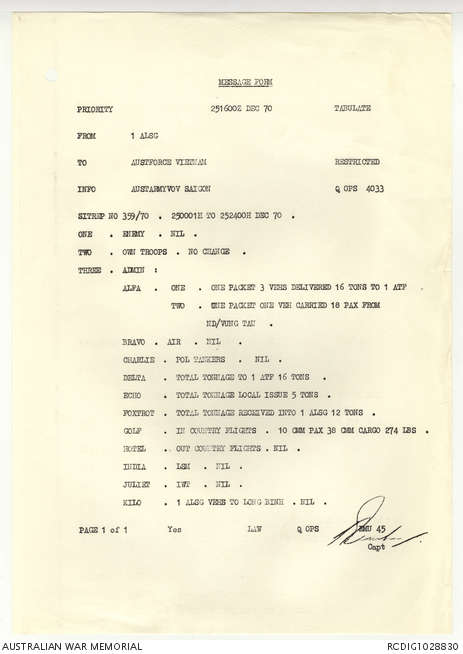 MESSAGE FORM
PRIORITY 251600Z DEC 70 TABULATE
FROM 1 ALSG
TO AUSTFORCE VIETNAM RESTRICTED
INFO AUSTARMYVOV SAIGON Q OPS 4033
SITREP NO 359/70 . 250001H TO 252400H DEC 70 .
ONE . ENEMY . NIL .
TWO . OWN TROOPS . NO CHANGE .
THREE . ADMIN :
ALFA . ONE . ONE PACKET 3 VEHS DELIVERED 16 TONS TO 1 ATF .
TWO . ONE PACKET ONE VEH CARRIED 18 PAX FROM
ND/VUNG TAU .
BRAVO . AIR . NIL .
CHARLIE . POL TANKERS . NIL .
DELTA . TOTAL TONNAGE TO 1 ATF 16 TONS .
ECHO . TOTAL TONNAGE LOCAL ISSUE 5 TONS .
FOXTROT . TOTAL TONNAGE RECEIVED INTO 1 ALSG 12 TONS .
GOLF . IN COUNTRY FLIGHTS . 10 CMM PAX 38 CMM CARGO 274 LBS .
HOTEL . OUT COUNTRY FLIGHTS . NIL .
INDIA . LSM . NIL .
JULIET . IWT . NIL .
KILO . 1 ALSG VEHS TO LONG BINH . NIL .
PAGE 1 of 1 Yes LAW Q OPS EMU 45
Capt
AUSTRALIAN WAR MEMORIAL RCDIG1028830